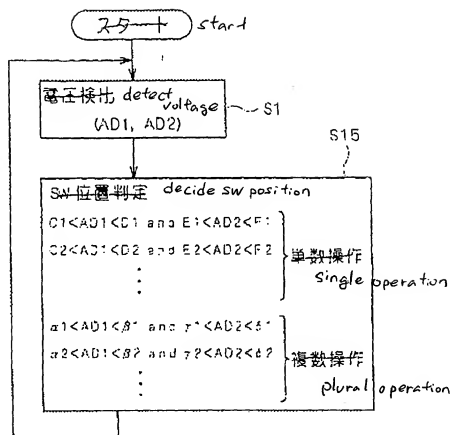 スタート start
電圧検出 detect voltage
(AD1, AD2)
S1
S15
SW 位置判定 decide sw position
C1<AD1<D1 and E1<AD2<F1
C2<AD1<D2 and E2<AD2<F2
単数操作
single operation
α1<AD1<β1 and γ1<AD2<δ1
α2<AD1<β2 and γ2<AD2<δ2
複数操作
plural operation